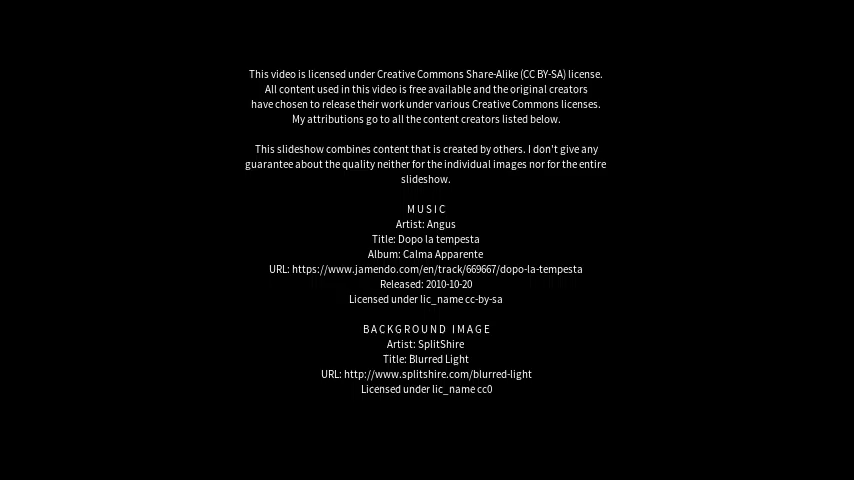 This video is licensed under Creative Commons Share-Alike (CC BY-SA) license.
All content used in this video is free available and the original creators
have chosen to release their work under various Creative Commons licenses.
My attributions go to all the content creators listed below.
This slideshow combines content that is created by others. I don't give any
guarantee about the quality neither for the individual images nor for the entire
slideshow.
MUSIC
Artist: Angus
Title: Dopo la tempesta
Album: Calma Apparente
URL: https://www.jamendo.com/en/track/669667/dopo-la-tempesta
Released: 2010-10-20
Licensed under lic_name cc-by-sa
BACKGROUND IMAGE
Artist: SplitShire
Title: Blurred Light
URL: http://www.splitshire.com/blurred-light
Licensed under lic_name cc0